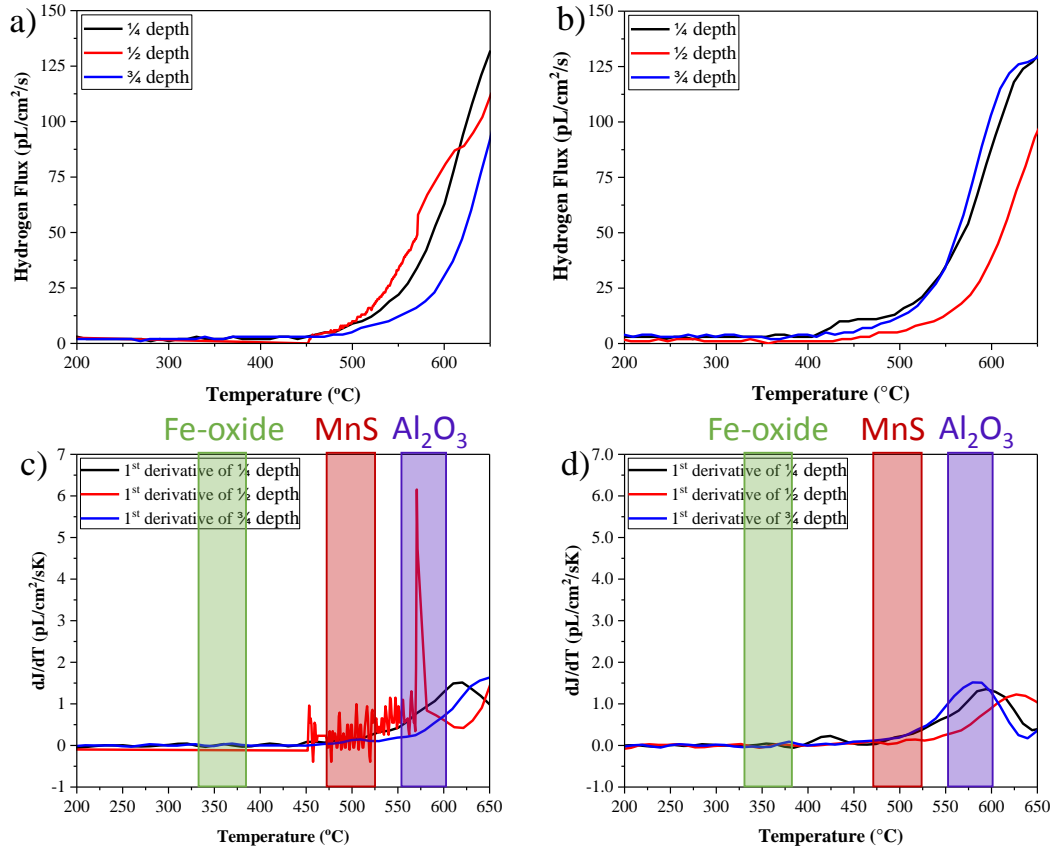 a)
150
125
100
75
50
25
0
Hydrogen Flux (pL/cm²/s)
¼ depth
½ depth
¾ depth
200 300 400 500 600
Temperature (ºC)
b)
150
125
100
75
50
25
0
Hydrogen Flux (pL/cm²/s)
¼ depth
½ depth
¾ depth
200 300 400 500 600
Temperature (°C)
Fe-oxide MnS Al₂O₃
c)
7
6
5
4
3
2
1
0
-1
dJ/dT (pL/cm²/sK)
1ˢᵗ derivative of ¼ depth
1ˢᵗ derivative of ½ depth
1ˢᵗ derivative of ¾ depth
200 250 300 350 400 450 500 550 600 650
Temperature (ºC)
Fe-oxide MnS Al₂O₃
d)
7.0
6.0
5.0
4.0
3.0
2.0
1.0
0.0
-1.0
dJ/dT (pL/cm²/sK)
1ˢᵗ derivative of ¼ depth
1ˢᵗ derivative of ½ depth
1ˢᵗ derivative of ¾ depth
200 250 300 350 400 450 500 550 600 650
Temperature (°C)